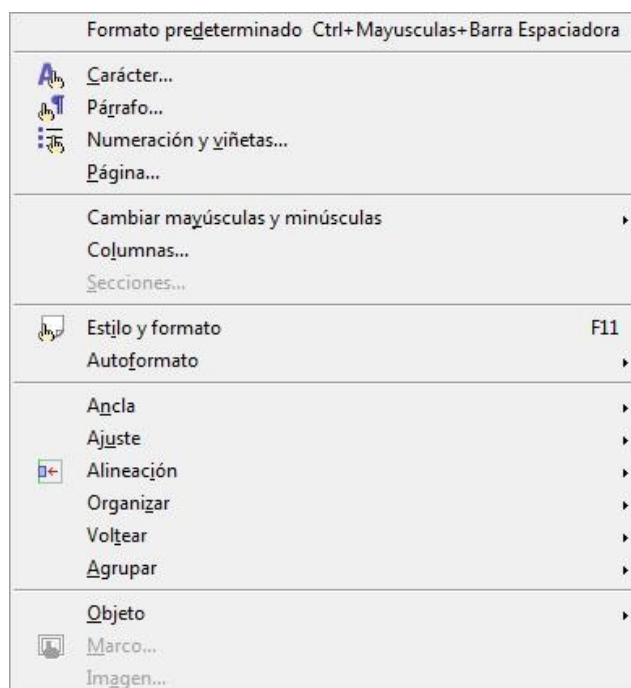 Formato predeterminado Ctrl+Mayusculas+Barra Espaciadora
Carácter...
Párrafo...
Numeración y viñetas...
Página...
Cambiar mayúsculas y minúsculas
Columnas...
Secciones...
Estilo y formato F11
Autoformato
Ancla
Ajuste
Alineación
Organizar
Voltear
Agrupar
Objeto
Marco...
Imagen...